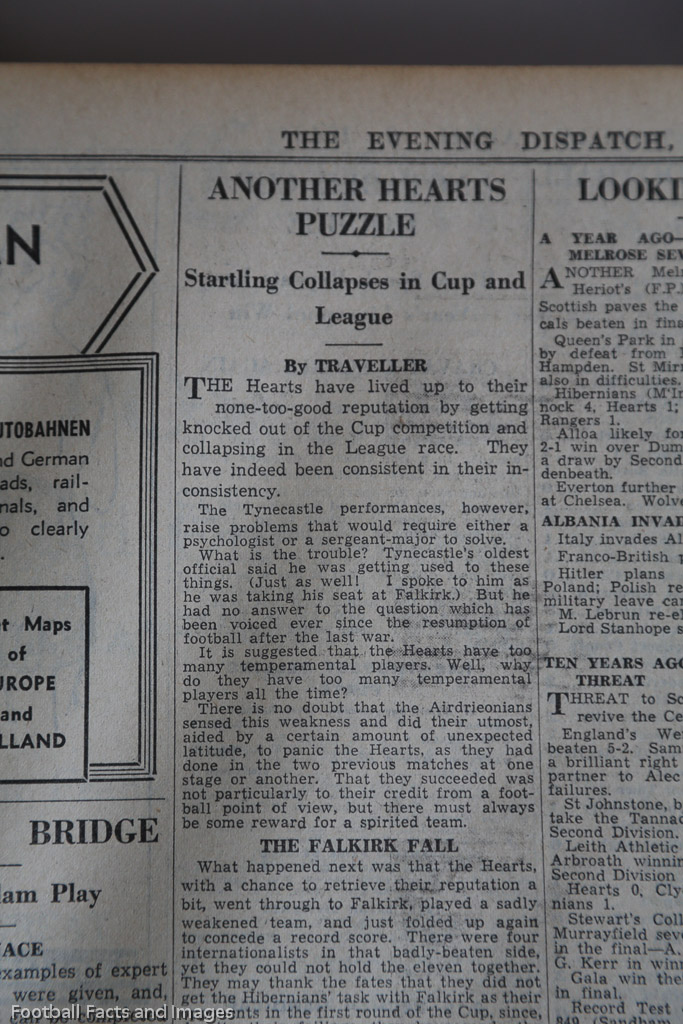 THE EVENING DISPATCH,
AN
UTOBAHNEN
nd German
ads, rail-
nals, and
o clearly
et Maps
of
UROPE
and
LLAND
BRIDGE
lam Play
NACE
examples of expert
were given, and,
ANOTHER HEARTS
PUZZLE
Startling Collapses in Cup and
League
By TRAVELLER
THE Hearts have lived up to their
none-too-good reputation by getting
knocked out of the Cup competition and
collapsing in the League race. They
have indeed been consistent in their in-
consistency.
The Tynecastle performances, however,
raise problems that would require either a
psychologist or a sergeant-major to solve.
What is the trouble? Tynecastle's oldest
official said he was getting used to these
things. (Just as well! I spoke to him as
he was taking his seat at Falkirk.) But he
had no answer to the question which has
been voiced ever since the resumption of
football after the last war.
It is suggested that the Hearts have too
many temperamental players. Well, why
do they have too many temperamental
players all the time?
There is no doubt that the Airdrieonians
sensed this weakness and did their utmost,
aided by a certain amount of unexpected
latitude, to panic the Hearts, as they had
done in the two previous matches at one
stage or another. That they succeeded was
not particularly to their credit from a foot-
ball point of view, but there must always
be some reward for a spirited team.
THE FALKIRK FALL
What happened next was that the Hearts,
with a chance to retrieve their reputation a
bit, went through to Falkirk, played a sadly
weakened team, and just folded up again
to concede a record score. There were four
internationalists in that badly-beaten side,
yet they could not hold the eleven together.
They may thank the fates that they did not
get the Hibernians' task with Falkirk as their
ents in the first round of the Cup, since,
LOOKI
A YEAR AGO—
MELROSE SEV
ANOTHER Mel
Heriot's (F.P.
Scottish paves the
cals beaten in fina
Queen's Park in
by defeat from
Hampden. St Mirr
also in difficulties.
Hibernians (M'In
nock 4, Hearts 1;
Rangers 1.
Alloa likely for
2-1 win over Dum
a draw by Second
denbeath.
Everton further
at Chelsea. Wolve
ALBANIA INVAD
Italy invades Al
Franco-British
Hitler plans
Poland; Polish re
military leave can
M. Lebrun re-el
Lord Stanhope s
TEN YEARS AGO
THREAT
THREAT to Sc
revive the Ce
England's We
beaten 5-2. Sam
a brilliant right
partner to Alec
failures.
St Johnstone, b
take the Tannad
Second Division.
Leith Athletic
Arbroath winnin
Second Division
Hearts 0, Cly
nians 1.
Stewart's Coll
Murrayfield seve
in the final—A.
G. Kerr in winn
Gala win the
in final.
Record Test
849 (Sandham
Football Facts and Images